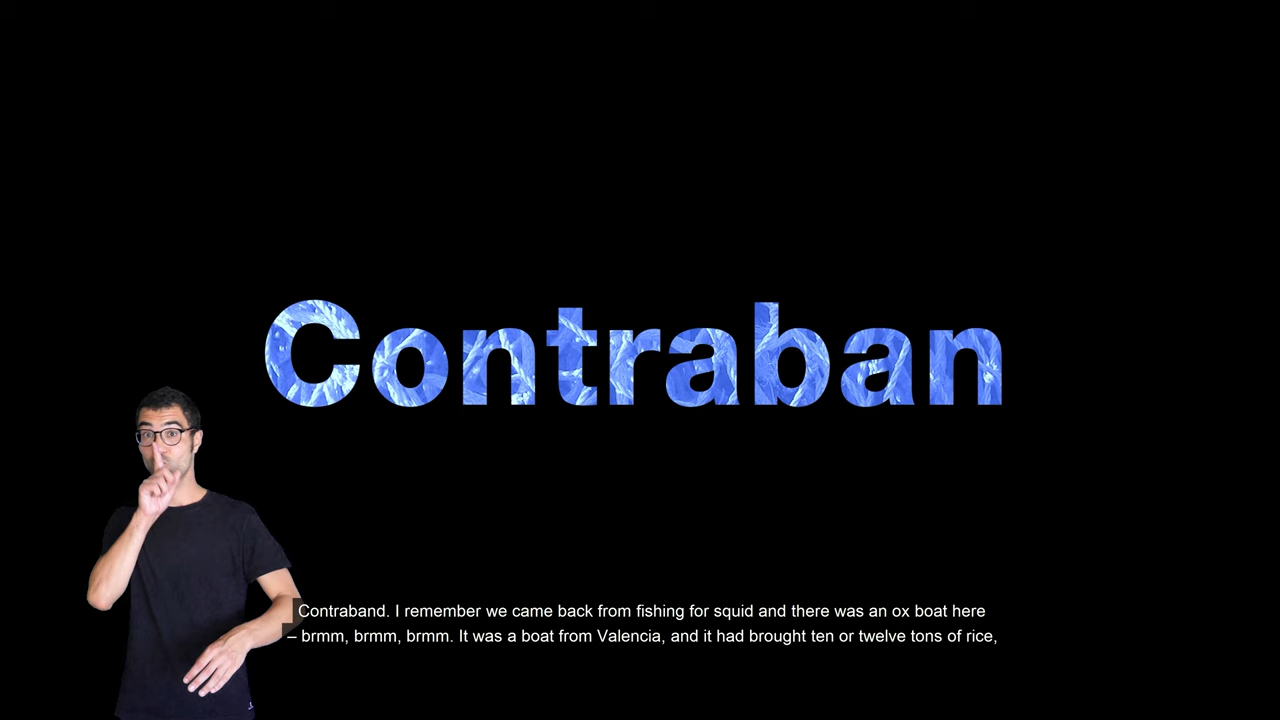 Contraban
Contraband. I remember we came back from fishing for squid and there was an ox boat here
– brmm, brmm, brmm. It was a boat from Valencia, and it had brought ten or twelve tons of rice,